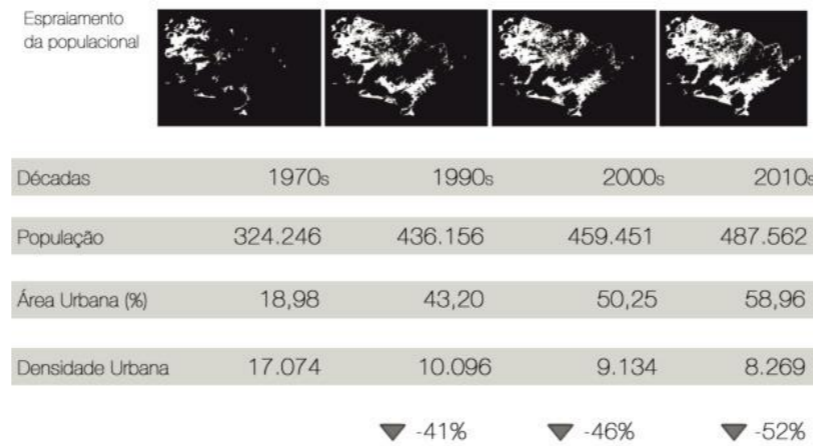 Espraiamento
da populacional
Décadas 1970s 1990s 2000s 2010s
População 324.246 436.156 459.451 487.562
Área Urbana (%) 18,98 43,20 50,25 58,96
Densidade Urbana 17.074 10.096 9.134 8.269
▼ -41% ▼ -46% ▼ -52%